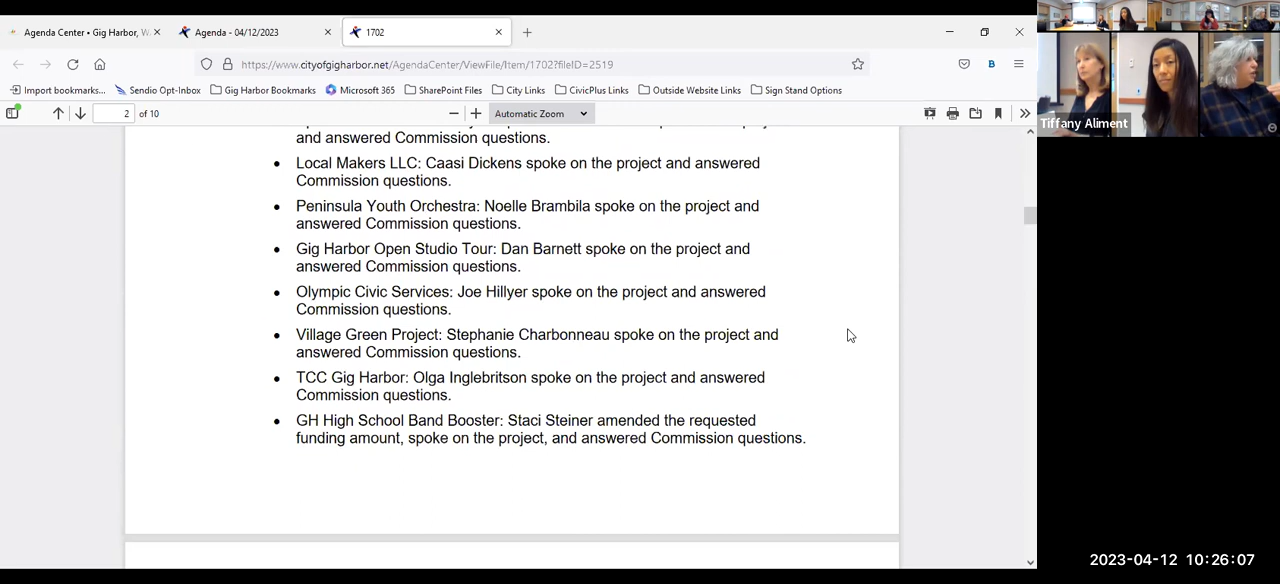 Agenda Center • Gig Harbor, W
Agenda - 04/12/2023
1702
https://www.cityofgigharbor.net/AgendaCenter/ViewFile/Item/1702?fileID=2519
Import bookmarks...
Sendio Opt-Inbox
Gig Harbor Bookmarks
Microsoft 365
SharePoint Files
City Links
CivicPlus Links
Outside Website Links
Sign Stand Options
2 of 10
Automatic Zoom
and answered Commission questions.
• Local Makers LLC: Caasi Dickens spoke on the project and answered
Commission questions.
• Peninsula Youth Orchestra: Noelle Brambila spoke on the project and
answered Commission questions.
• Gig Harbor Open Studio Tour: Dan Barnett spoke on the project and
answered Commission questions.
• Olympic Civic Services: Joe Hillyer spoke on the project and answered
Commission questions.
• Village Green Project: Stephanie Charbonneau spoke on the project and
answered Commission questions.
• TCC Gig Harbor: Olga Inglebritson spoke on the project and answered
Commission questions.
• GH High School Band Booster: Staci Steiner amended the requested
funding amount, spoke on the project, and answered Commission questions.
Tiffany Aliment
2023-04-12 10:26:07